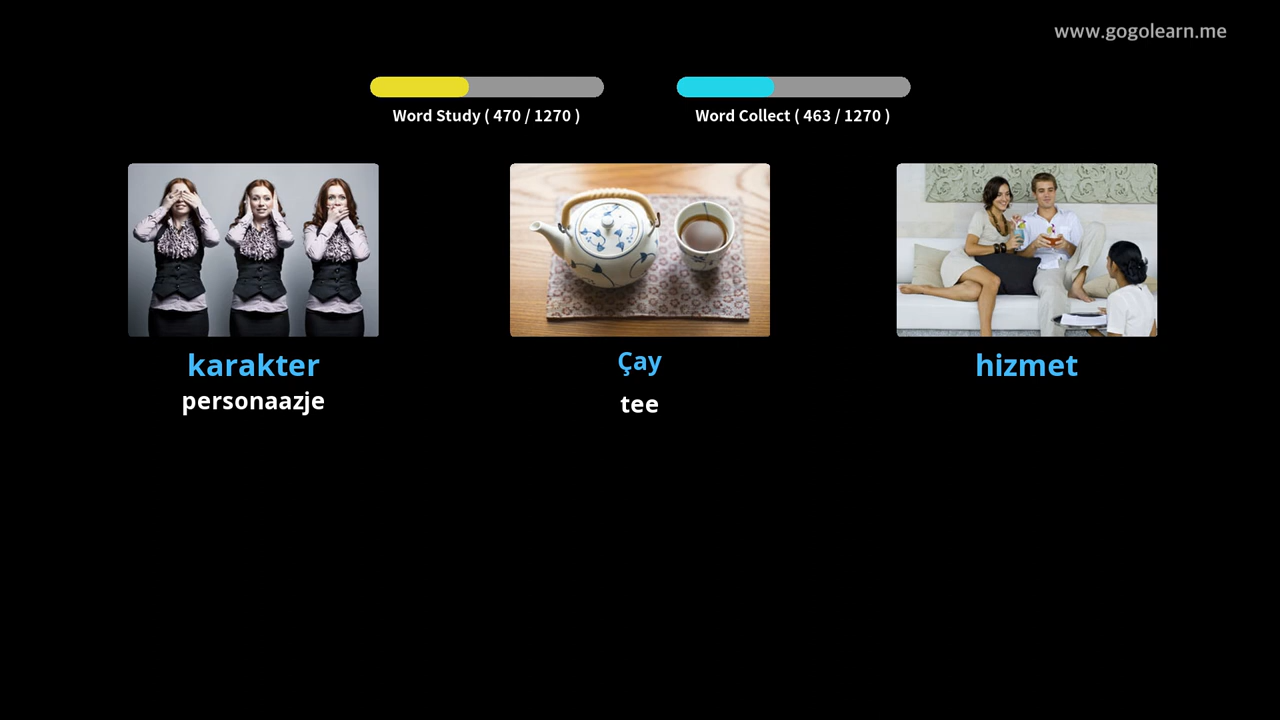 www.gogolearn.me
Word Study ( 470 / 1270 )
Word Collect ( 463 / 1270 )
karakter
personaazje
Çay
tee
hizmet